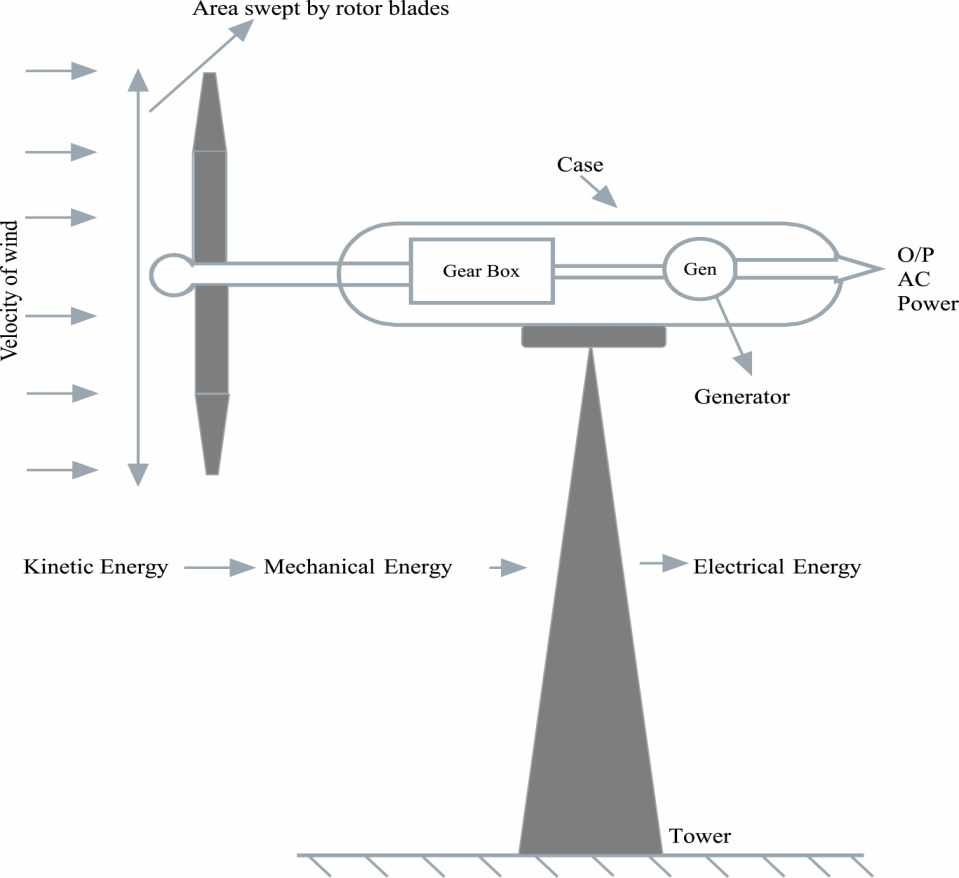 Area swept by rotor blades
Case
Velocity of wind
Gear Box
Gen
O/P
AC
Power
Generator
Kinetic Energy
Mechanical Energy
Electrical Energy
Tower